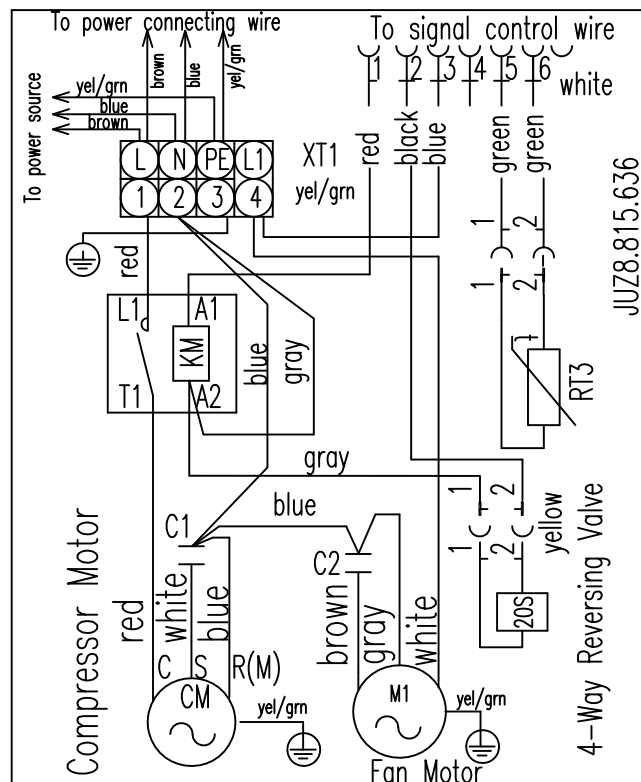 To power connecting wire
To signal control wire
brown
blue
yel/grn
1
2
3
4
5
6
white
yel/grn
blue
brown
To power source
L
N
PE
L1
XT1
1
2
3
4
yel/grn
red
black
blue
green
green
JUZ8.815.636
1
2
1
2
red
L1
A1
KM
T1
A2
blue
gray
RT3
gray
1
2
yellow
1
2
20S
4-Way Reversing Valve
Compressor Motor
C1
blue
C2
red
white
blue
brown
gray
white
C
S
R(M)
CM
yel/grn
M1
yel/grn
Fan Motor